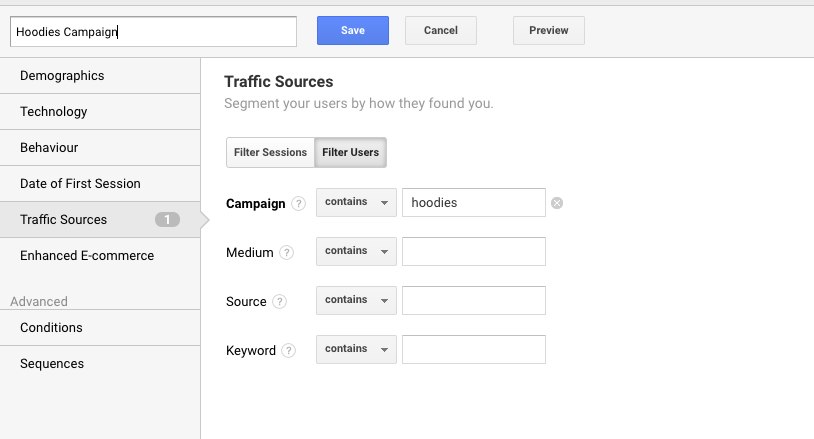 Hoodies Campaign
Save
Cancel
Preview
Demographics
Technology
Behaviour
Date of First Session
Traffic Sources 1
Enhanced E-commerce
Advanced
Conditions
Sequences
Traffic Sources
Segment your users by how they found you.
Filter Sessions Filter Users
Campaign ? contains hoodies
Medium ? contains
Source ? contains
Keyword ? contains